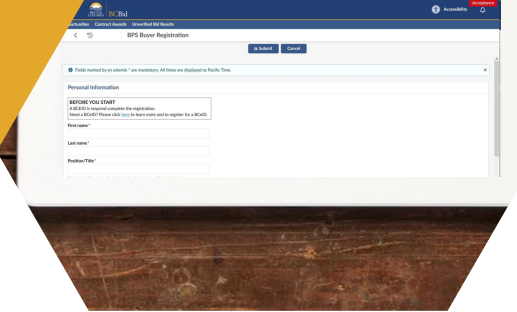 Acceptance
BRITISH COLUMBIA
BCBid
Accessibility
ortunities Contract Awards Unverified Bid Results
BPS Buyer Registration
Submit Cancel
Fields marked by an asterisk * are mandatory. All times are displayed as Pacific Time.
Personal Information
BEFORE YOU START
A BCEID is required complete the registration.
Need a BCeID? Please click here to learn more and to register for a BCeID.
First name*
Last name*
Position/Title*